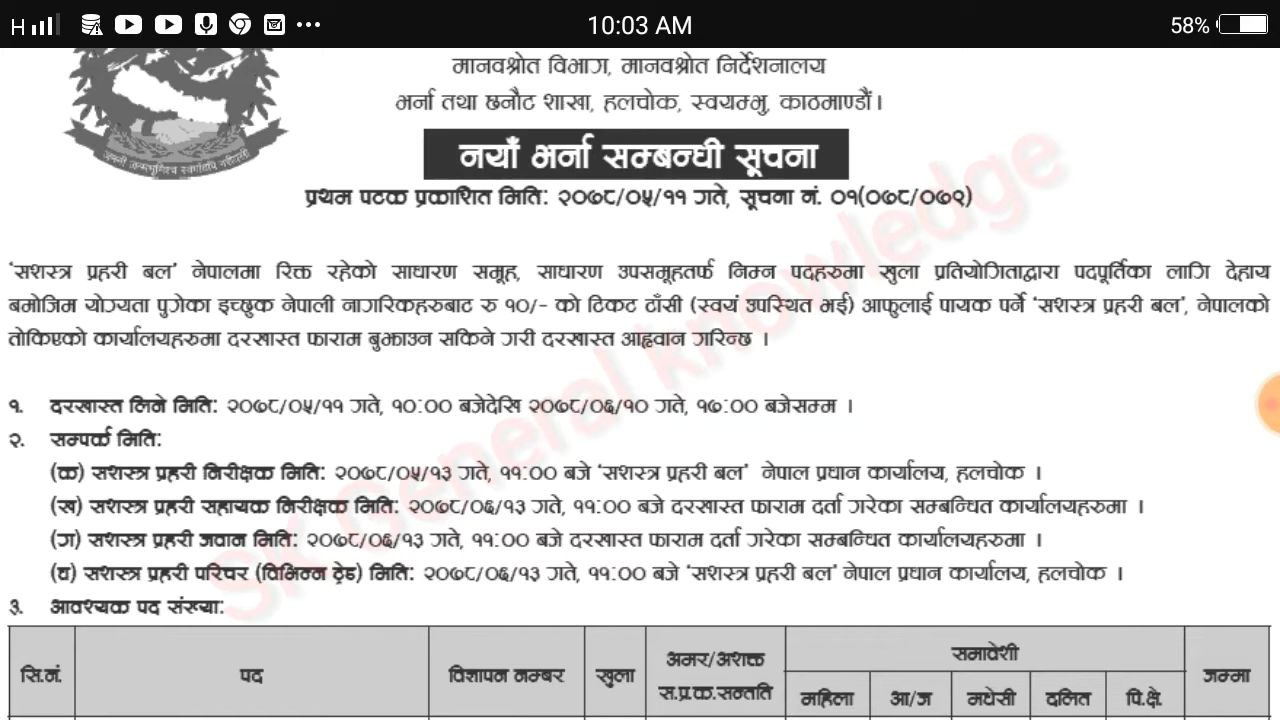 H 10:03 AM 58%
मानवश्रोत विभाग, मानवश्रोत निर्देशनालय
भर्ना तथा छनौट शाखा, हलचोक, स्वयम्भु, काठमाण्डौं।
जननी जन्मभूमिश्च स्वर्गादपि गरीयसी
नयाँ भर्ना सम्बन्धी सूचना
प्रथम पटक प्रकाशित मितिः २०७८/०५/११ गते, सूचना नं. ०१(०७८/०७९)
'सशस्त्र प्रहरी बल' नेपालमा रिक्त रहेको साधारण समूह, साधारण उपसमूहतर्फ निम्न पदहरुमा खुला प्रतियोगिताद्वारा पदपूर्तिका लागि देहाय
बमोजिम योग्यता पुगेका इच्छुक नेपाली नागरिकहरुबाट रु १०/- को टिकट टाँसी (स्वयं उपस्थित भई) आफुलाई पायक पर्ने 'सशस्त्र प्रहरी बल', नेपालको
तोकिएको कार्यालयहरुमा दरखास्त फाराम बुझाउन सकिने गरी दरखास्त आह्ववान गरिन्छ ।
१. दरखास्त लिने मितिः २०७८/०५/११ गते, १०:०० बजेदेखि २०७८/०६/१० गते, १७:०० बजेसम्म ।
२. सम्पर्क मितिः
(क) सशस्त्र प्रहरी निरीक्षक मितिः २०७८/०५/१३ गते, ११:०० बजे 'सशस्त्र प्रहरी बल' नेपाल प्रधान कार्यालय, हलचोक ।
(ख) सशस्त्र प्रहरी सहायक निरीक्षक मितिः २०७८/०६/१३ गते, ११:०० बजे दरखास्त फाराम दर्ता गरेका सम्बन्धित कार्यालयहरुमा ।
(ग) सशस्त्र प्रहरी जवान मितिः २०७८/०६/१३ गते, ११:०० बजे दरखास्त फाराम दर्ता गरेका सम्बन्धित कार्यालयहरुमा ।
(घ) सशस्त्र प्रहरी परिचर (विभिन्न ट्रेड) मितिः २०७८/०६/१३ गते, ११:०० बजे 'सशस्त्र प्रहरी बल' नेपाल प्रधान कार्यालय, हलचोक ।
३. आवश्यक पद संख्याः
सि.नं. पद विज्ञापन नम्बर खुला अमर/अशक्त स.प्र.क.सन्तति समावेशी जम्मा
महिला आ/ज मधेसी दलित पि.क्षे.
SK General knowledge